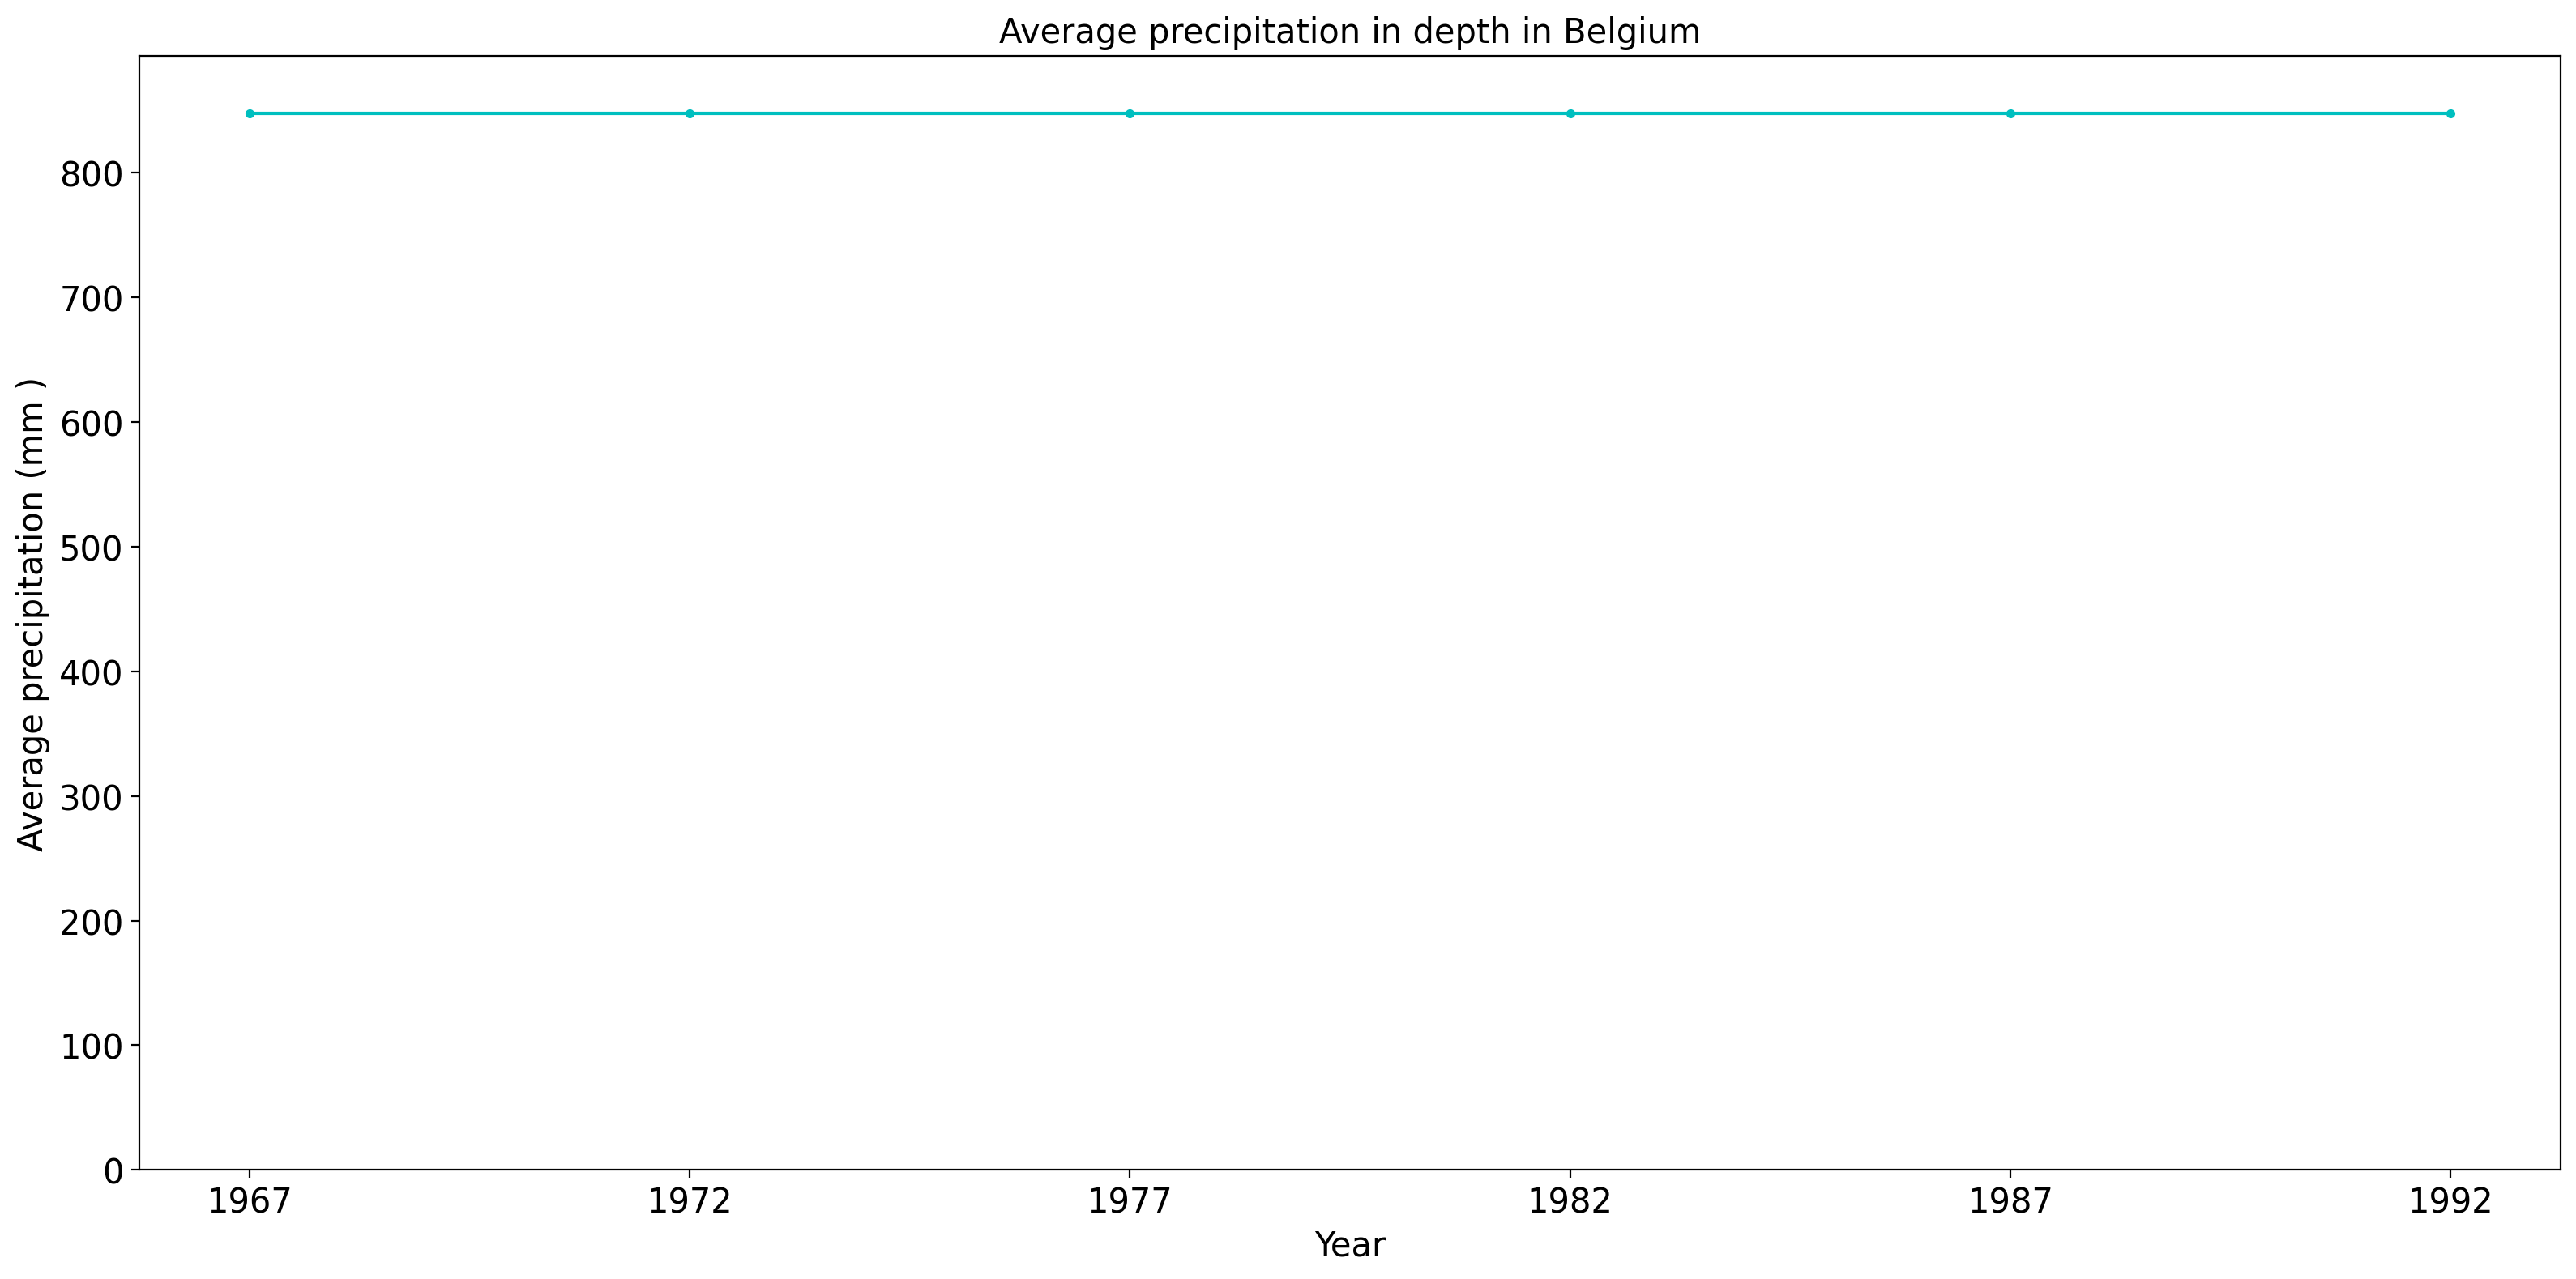 Average precipitation in depth in Belgium
Average precipitation (mm )
800
700
600
500
400
300
200
100
0
1967 1972 1977 1982 1987 1992
Year